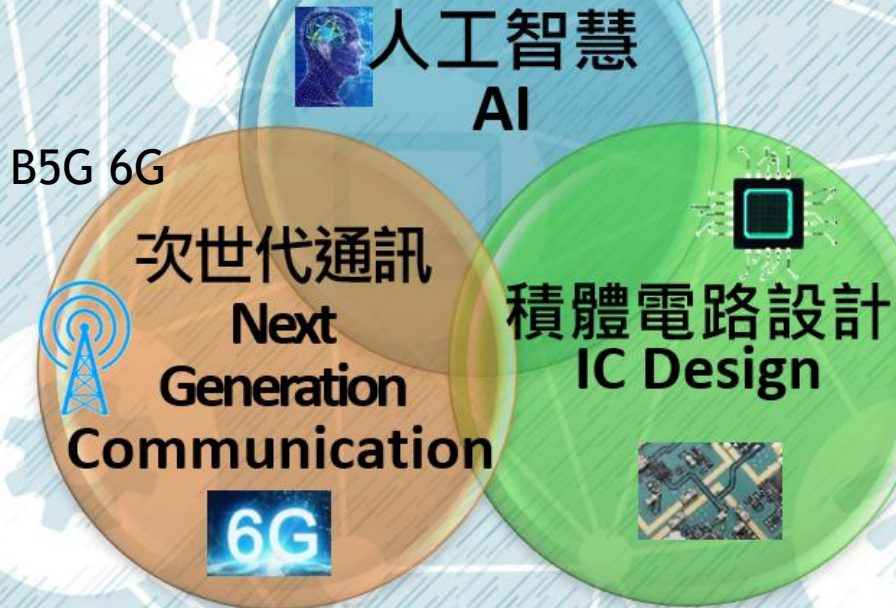 人工智慧
AI
B5G 6G
次世代通訊
Next
Generation
Communication
6G
積體電路設計
IC Design